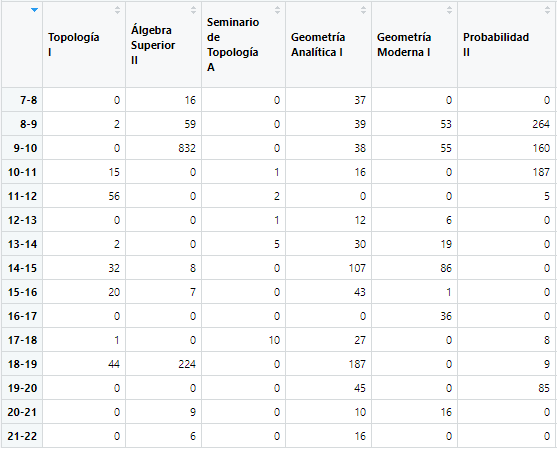 Topología I Álgebra Superior II Seminario de Topología A Geometría Analítica I Geometría Moderna I Probabilidad II
7-8 0 16 0 37 0 0
8-9 2 59 0 39 53 264
9-10 0 832 0 38 55 160
10-11 15 0 1 16 0 187
11-12 56 0 2 0 0 5
12-13 0 0 1 12 6 0
13-14 2 0 5 30 19 0
14-15 32 8 0 107 86 0
15-16 20 7 0 43 1 0
16-17 0 0 0 0 36 0
17-18 1 0 10 27 0 8
18-19 44 224 0 187 0 9
19-20 0 0 0 45 0 85
20-21 0 9 0 10 16 0
21-22 0 6 0 16 0 0